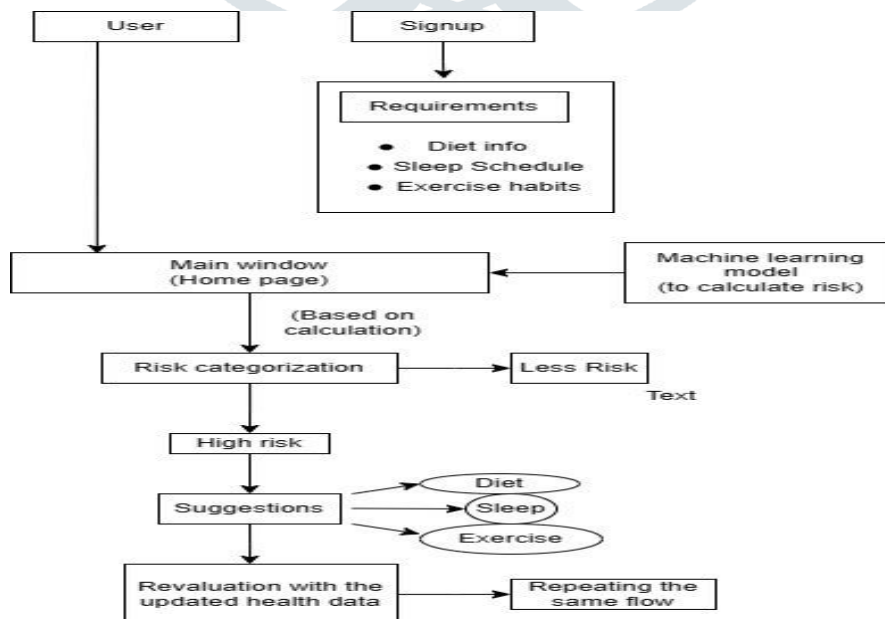 User
Signup
Requirements
● Diet info
● Sleep Schedule
● Exercise habits
Main window
(Home page)
Machine learning
model
(to calculate risk)
(Based on
calculation)
Risk categorization
Less Risk
Text
High risk
Suggestions
Diet
Sleep
Exercise
Revaluation with the
updated health data
Repeating the
same flow